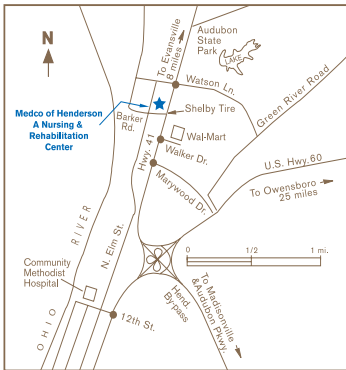 N
To Evansville
8 miles
Audubon
State
Park
LAKE
Watson Ln.
Green River Road
Medco of Henderson
A Nursing &
Rehabilitation
Center
Barker
Rd.
Shelby Tire
Wal-Mart
Walker Dr.
Hwy. 41
Marywood Dr.
U.S. Hwy.60
To Owensboro
25 miles
RIVER
N. Elm St.
0 1/2 1 mi.
Community
Methodist
Hospital
Hend.
By-pass
To Madisonville
&Audubon Pkwy.
OHIO
12th St.